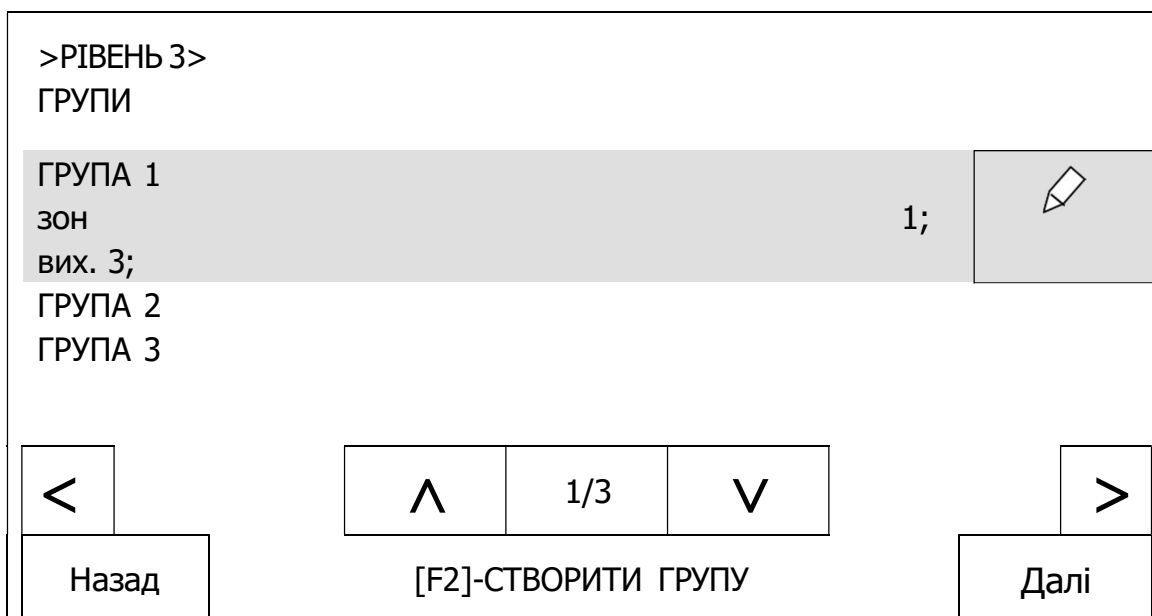 >РІВЕНЬ 3>
ГРУПИ
ГРУПА 1
зон 1;
вих. 3;
ГРУПА 2
ГРУПА 3
< ᐱ 1/3 ᐯ >
Назад [F2]-СТВОРИТИ ГРУПУ Далі